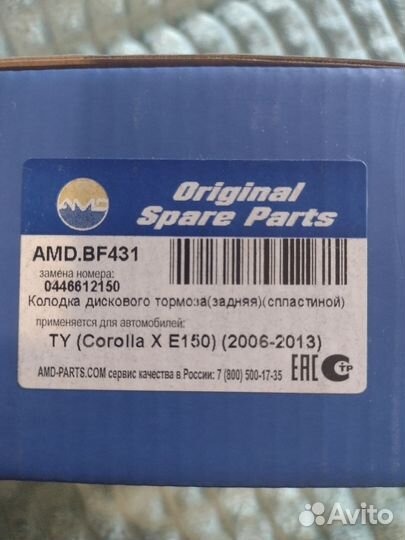 AMD
Original
Spare Parts
AMD.BF431
замена номера:
0446612150
Колодка дискового тормоза(задняя)(спластиной)
применяется для автомобилей:
TY (Corolla X E150) (2006-2013)
AMD-PARTS.COM сервис качества в России: 7 (800) 500-17-35
EAC
С ТР
Avito